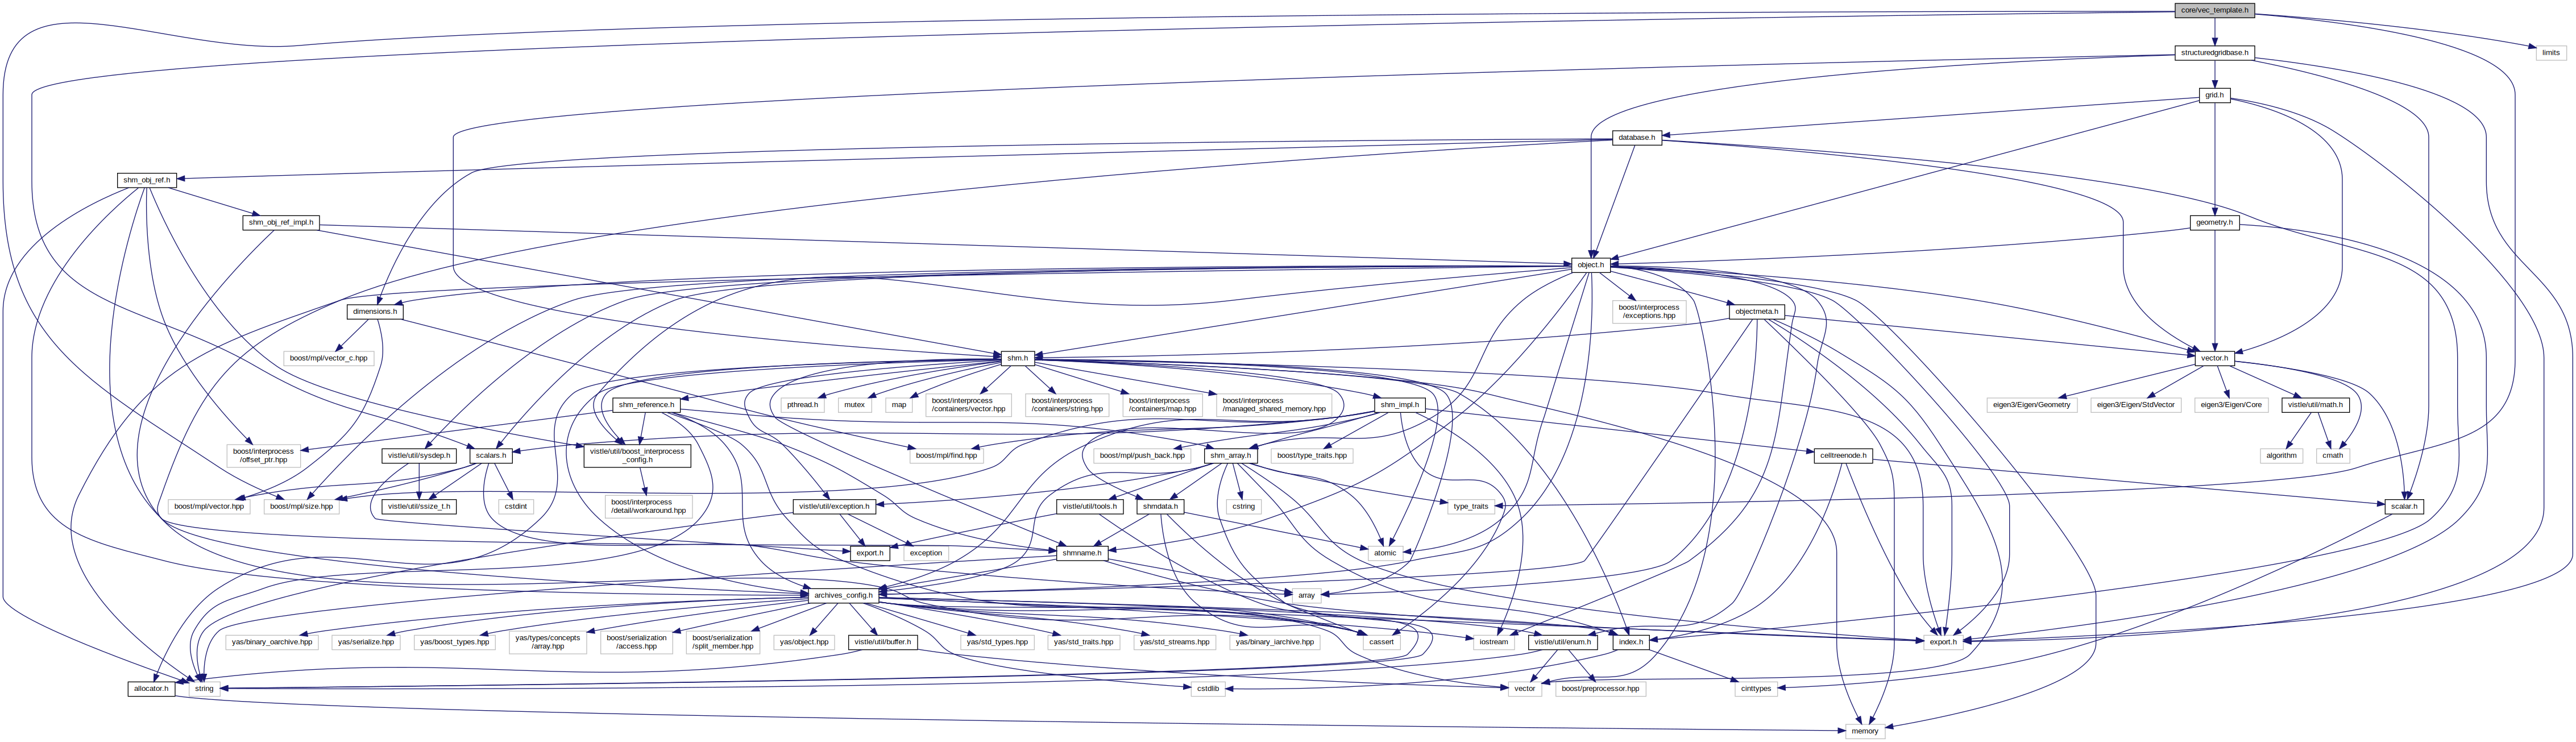 core/vec_template.h
structuredgridbase.h
limits
grid.h
database.h
shm_obj_ref.h
shm_obj_ref_impl.h
geometry.h
object.h
dimensions.h
boost/interprocess
/exceptions.hpp
objectmeta.h
boost/mpl/vector_c.hpp
shm.h
vector.h
shm_reference.h
pthread.h
mutex
map
boost/interprocess
/containers/vector.hpp
boost/interprocess
/containers/string.hpp
boost/interprocess
/containers/map.hpp
boost/interprocess
/managed_shared_memory.hpp
shm_impl.h
eigen3/Eigen/Geometry
eigen3/Eigen/StdVector
eigen3/Eigen/Core
vistle/util/math.h
boost/interprocess
/offset_ptr.hpp
vistle/util/sysdep.h
scalars.h
vistle/util/boost_interprocess
_config.h
boost/mpl/find.hpp
boost/mpl/push_back.hpp
shm_array.h
boost/type_traits.hpp
celltreenode.h
algorithm
cmath
boost/mpl/vector.hpp
boost/mpl/size.hpp
vistle/util/ssize_t.h
cstdint
boost/interprocess
/detail/workaround.hpp
vistle/util/exception.h
vistle/util/tools.h
shmdata.h
cstring
type_traits
scalar.h
export.h
exception
shmname.h
atomic
archives_config.h
array
yas/binary_oarchive.hpp
yas/serialize.hpp
yas/boost_types.hpp
yas/types/concepts
/array.hpp
boost/serialization
/access.hpp
boost/serialization
/split_member.hpp
yas/object.hpp
vistle/util/buffer.h
yas/std_types.hpp
yas/std_traits.hpp
yas/std_streams.hpp
yas/binary_iarchive.hpp
cassert
iostream
vistle/util/enum.h
index.h
export.h
allocator.h
string
cstdlib
vector
boost/preprocessor.hpp
cinttypes
memory